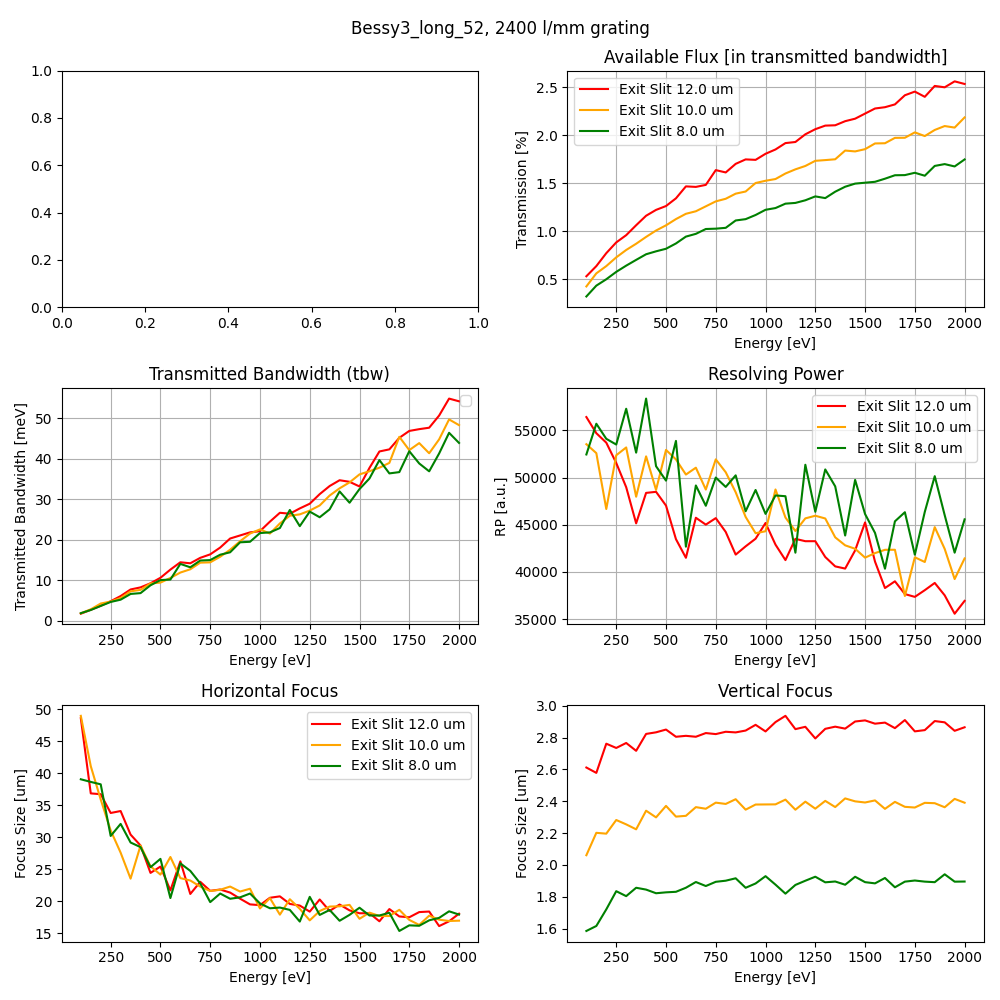 Bessy3_long_52, 2400 l/mm grating
1.0
0.8
0.6
0.4
0.2
0.0
0.0 0.2 0.4 0.6 0.8 1.0
Available Flux [in transmitted bandwidth]
Exit Slit 12.0 um
Exit Slit 10.0 um
Exit Slit 8.0 um
Transmission [%]
2.5
2.0
1.5
1.0
0.5
250 500 750 1000 1250 1500 1750 2000
Energy [eV]
Transmitted Bandwidth (tbw)
Transmitted Bandwidth [meV]
50
40
30
20
10
0
250 500 750 1000 1250 1500 1750 2000
Energy [eV]
Resolving Power
Exit Slit 12.0 um
Exit Slit 10.0 um
Exit Slit 8.0 um
RP [a.u.]
55000
50000
45000
40000
35000
250 500 750 1000 1250 1500 1750 2000
Energy [eV]
Horizontal Focus
Exit Slit 12.0 um
Exit Slit 10.0 um
Exit Slit 8.0 um
Focus Size [um]
50
45
40
35
30
25
20
15
250 500 750 1000 1250 1500 1750 2000
Energy [eV]
Vertical Focus
Focus Size [um]
3.0
2.8
2.6
2.4
2.2
2.0
1.8
1.6
250 500 750 1000 1250 1500 1750 2000
Energy [eV]